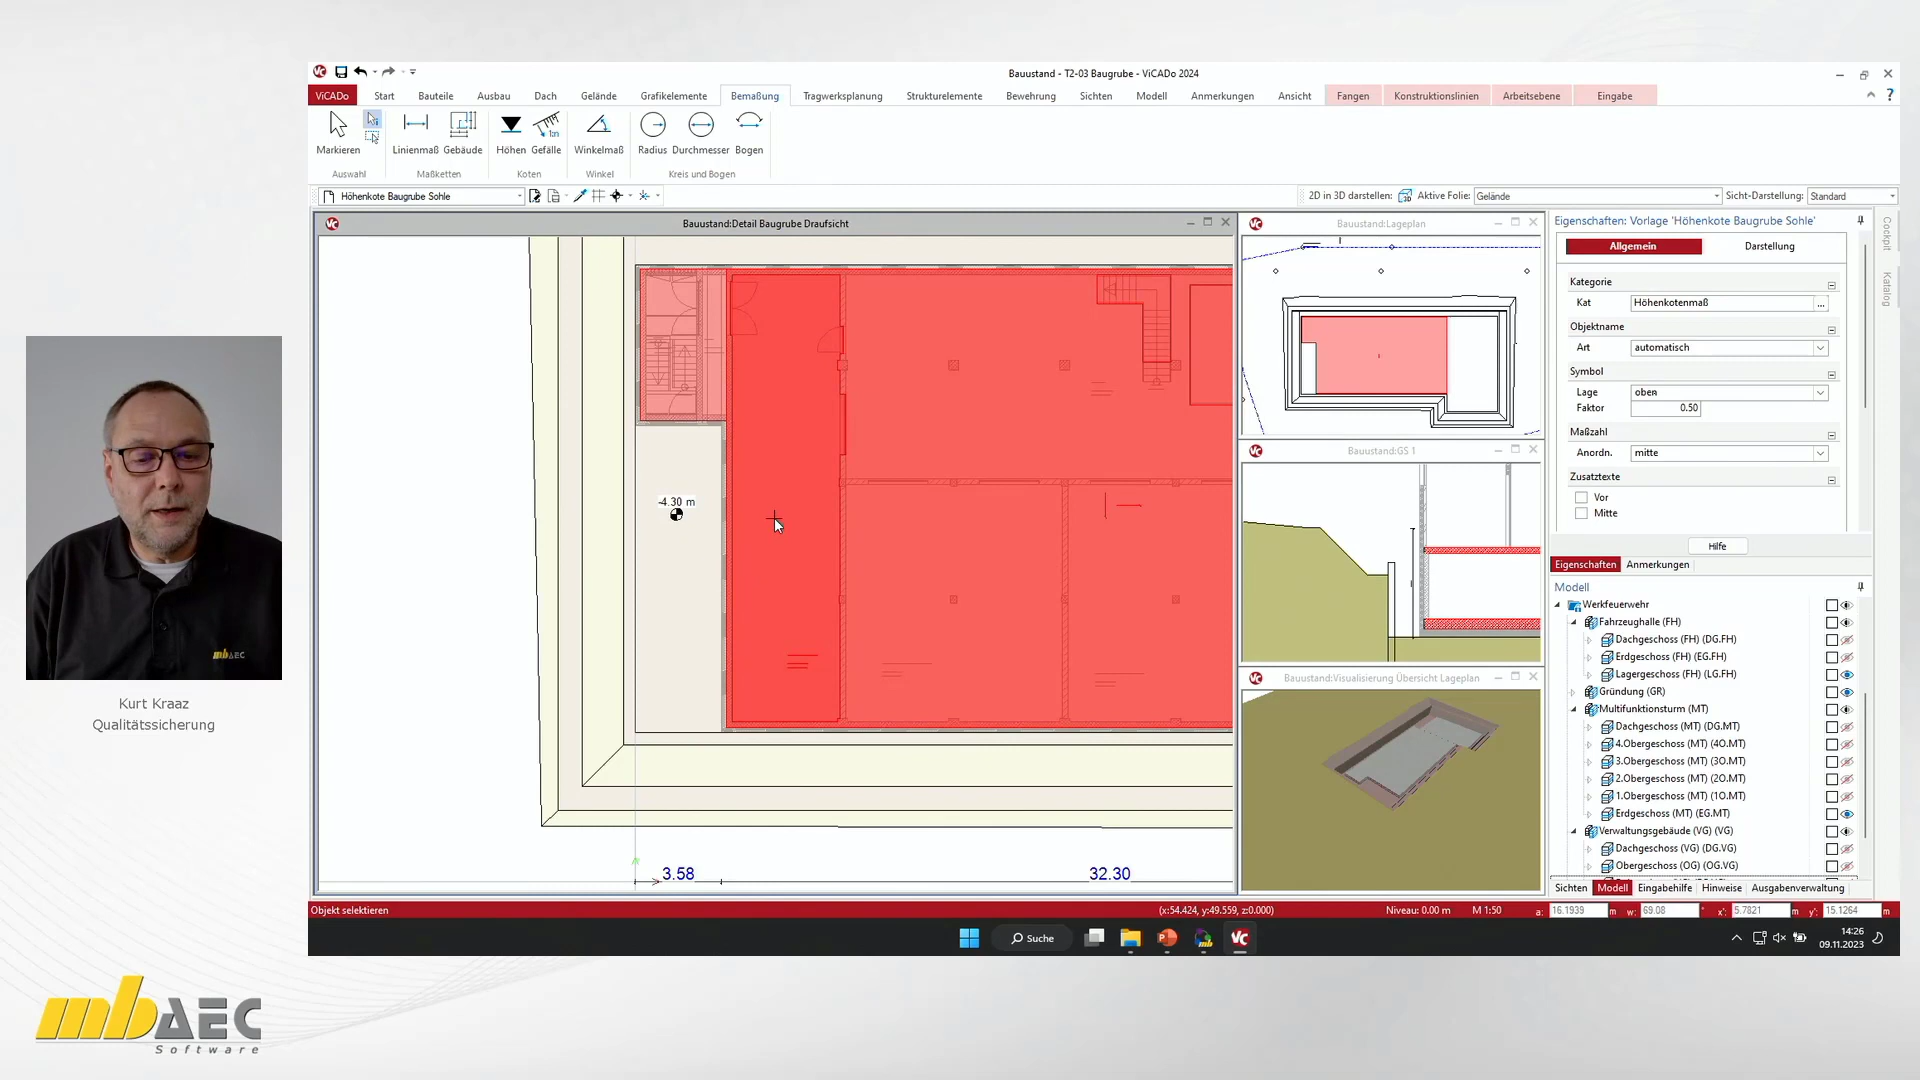 Bauustand - T2-03 Baugrube - ViCADo 2024
ViCADo Start Bauteile Ausbau Dach Gelände Grafikelemente Bemaßung Tragwerksplanung Strukturelemente Bewehrung Sichten Modell Anmerkungen Ansicht Fangen Konstruktionslinien Arbeitsebene Eingabe
Markieren Linienmaß Gebäude Höhen Gefälle Winkelmaß Radius Durchmesser Bogen
Auswahl Maßketten Koten Winkel Kreis und Bogen
Höhenkote Baugrube Sohle
2D in 3D darstellen: Aktive Folie: Gelände Sicht-Darstellung: Standard
Bauustand:Detail Baugrube Draufsicht
-4.30 m
3.58
32.30
Bauustand:Lageplan
Bauustand:GS 1
Bauustand:Visualisierung Übersicht Lageplan
Eigenschaften: Vorlage 'Höhenkote Baugrube Sohle'
Allgemein Darstellung
Kategorie
Kat Höhenkotenmaß ...
Objektname
Art automatisch
Symbol
Lage oben
Faktor 0.50
Maßzahl
Anordn. mitte
Zusatztexte
Vor
Mitte
Hilfe
Eigenschaften Anmerkungen
Modell
Werkfeuerwehr
Fahrzeughalle (FH)
Dachgeschoss (FH) (DG.FH)
Erdgeschoss (FH) (EG.FH)
Lagergeschoss (FH) (LG.FH)
Gründung (GR)
Multifunktionsturm (MT)
Dachgeschoss (MT) (DG.MT)
4.Obergeschoss (MT) (4O.MT)
3.Obergeschoss (MT) (3O.MT)
2.Obergeschoss (MT) (2O.MT)
1.Obergeschoss (MT) (1O.MT)
Erdgeschoss (MT) (EG.MT)
Verwaltungsgebäude (VG) (VG)
Dachgeschoss (VG) (DG.VG)
Obergeschoss (OG) (OG.VG)
Sichten Modell Eingabehilfe Hinweise Ausgabenverwaltung
Cockpit
Katalog
Objekt selektieren (x:54.424, y:49.559, z:0.000) Niveau: 0.00 m M 1:50 a: 16.1939 m w: 69.08 ° x': 5.7821 m y': 15.1264 m
Suche
14:26
09.11.2023
mbAEC
Kurt Kraaz
Qualitätssicherung
mbAEC
Software